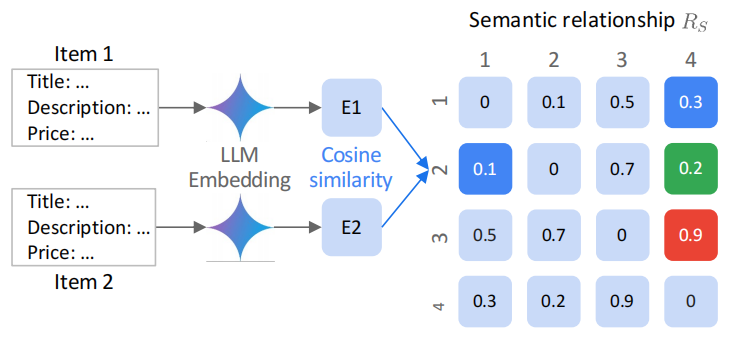 Semantic relationship R_S
Item 1
Title: ...
Description: ...
Price: ...
LLM
Embedding
E1
Cosine
similarity
Title: ...
Description: ...
Price: ...
Item 2
E2
1 2 3 4
1 0 0.1 0.5 0.3
2 0.1 0 0.7 0.2
3 0.5 0.7 0 0.9
4 0.3 0.2 0.9 0